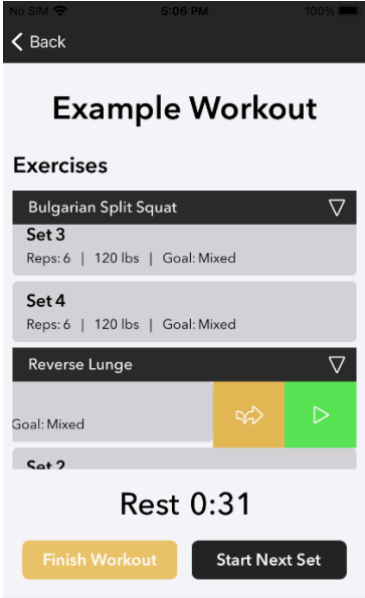 No SIM 5:06 PM 100%
Back
Example Workout
Exercises
Bulgarian Split Squat
Set 3
Reps: 6 | 120 lbs | Goal: Mixed
Set 4
Reps: 6 | 120 lbs | Goal: Mixed
Reverse Lunge
Goal: Mixed
Set 2
Rest 0:31
Finish Workout Start Next Set